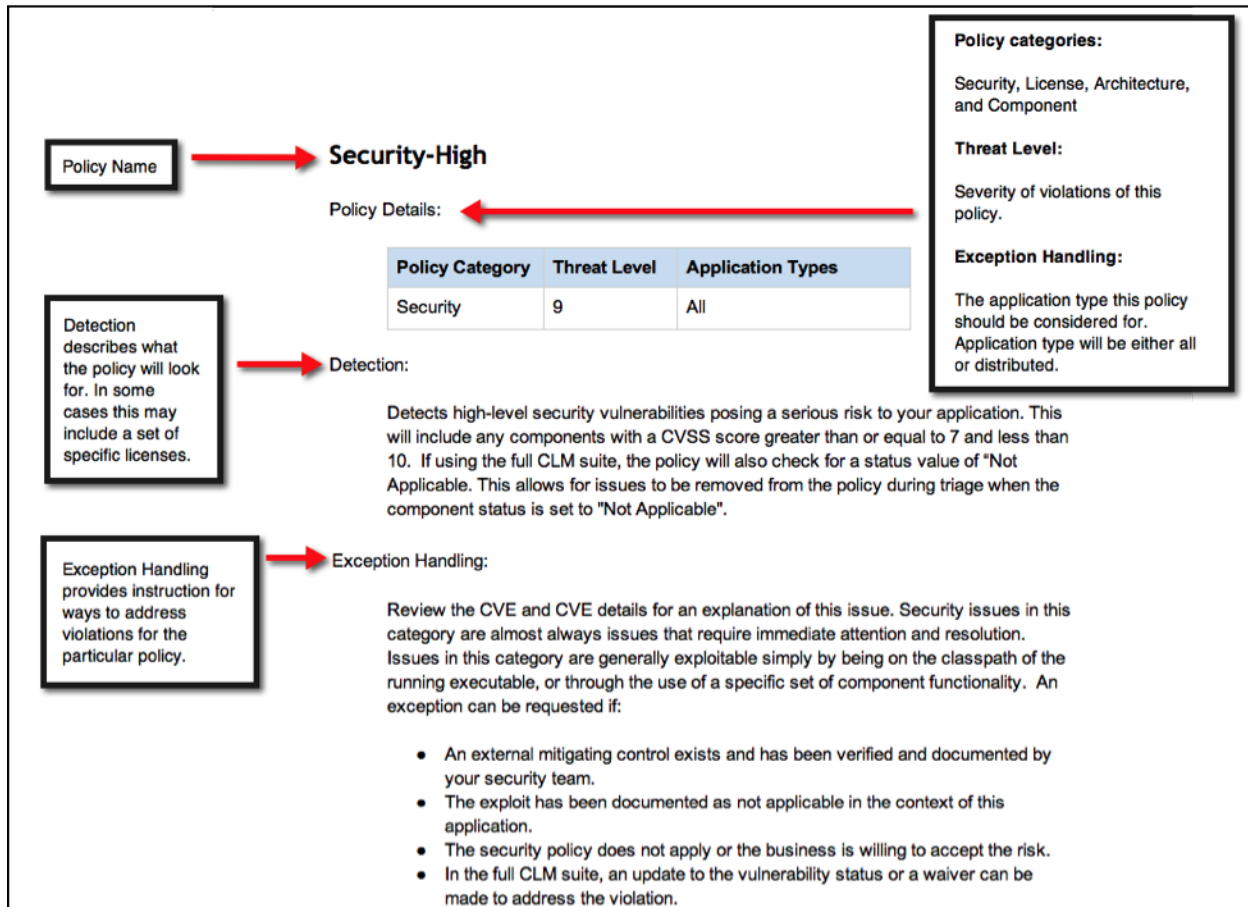 Policy categories:
Security, License, Architecture,
and Component
Threat Level:
Severity of violations of this
policy.
Exception Handling:
The application type this policy
should be considered for.
Application type will be either all
or distributed.
Policy Name
Security-High
Policy Details:
Policy Category Threat Level Application Types
Security 9 All
Detection
describes what
the policy will look
for. In some
cases this may
include a set of
specific licenses.
Detection:
Detects high-level security vulnerabilities posing a serious risk to your application. This
will include any components with a CVSS score greater than or equal to 7 and less than
10.  If using the full CLM suite, the policy will also check for a status value of “Not
Applicable. This allows for issues to be removed from the policy during triage when the
component status is set to "Not Applicable".
Exception Handling
provides instruction for
ways to address
violations for the
particular policy.
Exception Handling:
Review the CVE and CVE details for an explanation of this issue. Security issues in this
category are almost always issues that require immediate attention and resolution.
Issues in this category are generally exploitable simply by being on the classpath of the
running executable, or through the use of a specific set of component functionality.  An
exception can be requested if:
● An external mitigating control exists and has been verified and documented by
your security team.
● The exploit has been documented as not applicable in the context of this
application.
● The security policy does not apply or the business is willing to accept the risk.
● In the full CLM suite, an update to the vulnerability status or a waiver can be
made to address the violation.